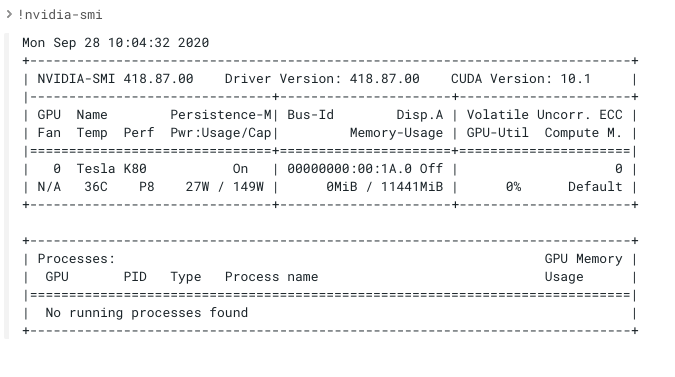 !nvidia-smi
Mon Sep 28 10:04:32 2020
+-----------------------------------------------------------------------------+
| NVIDIA-SMI 418.87.00    Driver Version: 418.87.00    CUDA Version: 10.1     |
|-------------------------------+----------------------+----------------------+
| GPU  Name        Persistence-M| Bus-Id        Disp.A | Volatile Uncorr. ECC |
| Fan  Temp  Perf  Pwr:Usage/Cap|         Memory-Usage | GPU-Util  Compute M. |
|===============================+======================+======================|
|   0  Tesla K80           On   | 00000000:00:1A.0 Off |                    0 |
| N/A   36C    P8    27W / 149W |      0MiB / 11441MiB |      0%      Default |
+-------------------------------+----------------------+----------------------+

+-----------------------------------------------------------------------------+
| Processes:                                                       GPU Memory |
|  GPU       PID   Type   Process name                             Usage      |
|=============================================================================|
|  No running processes found                                                 |
+-----------------------------------------------------------------------------+